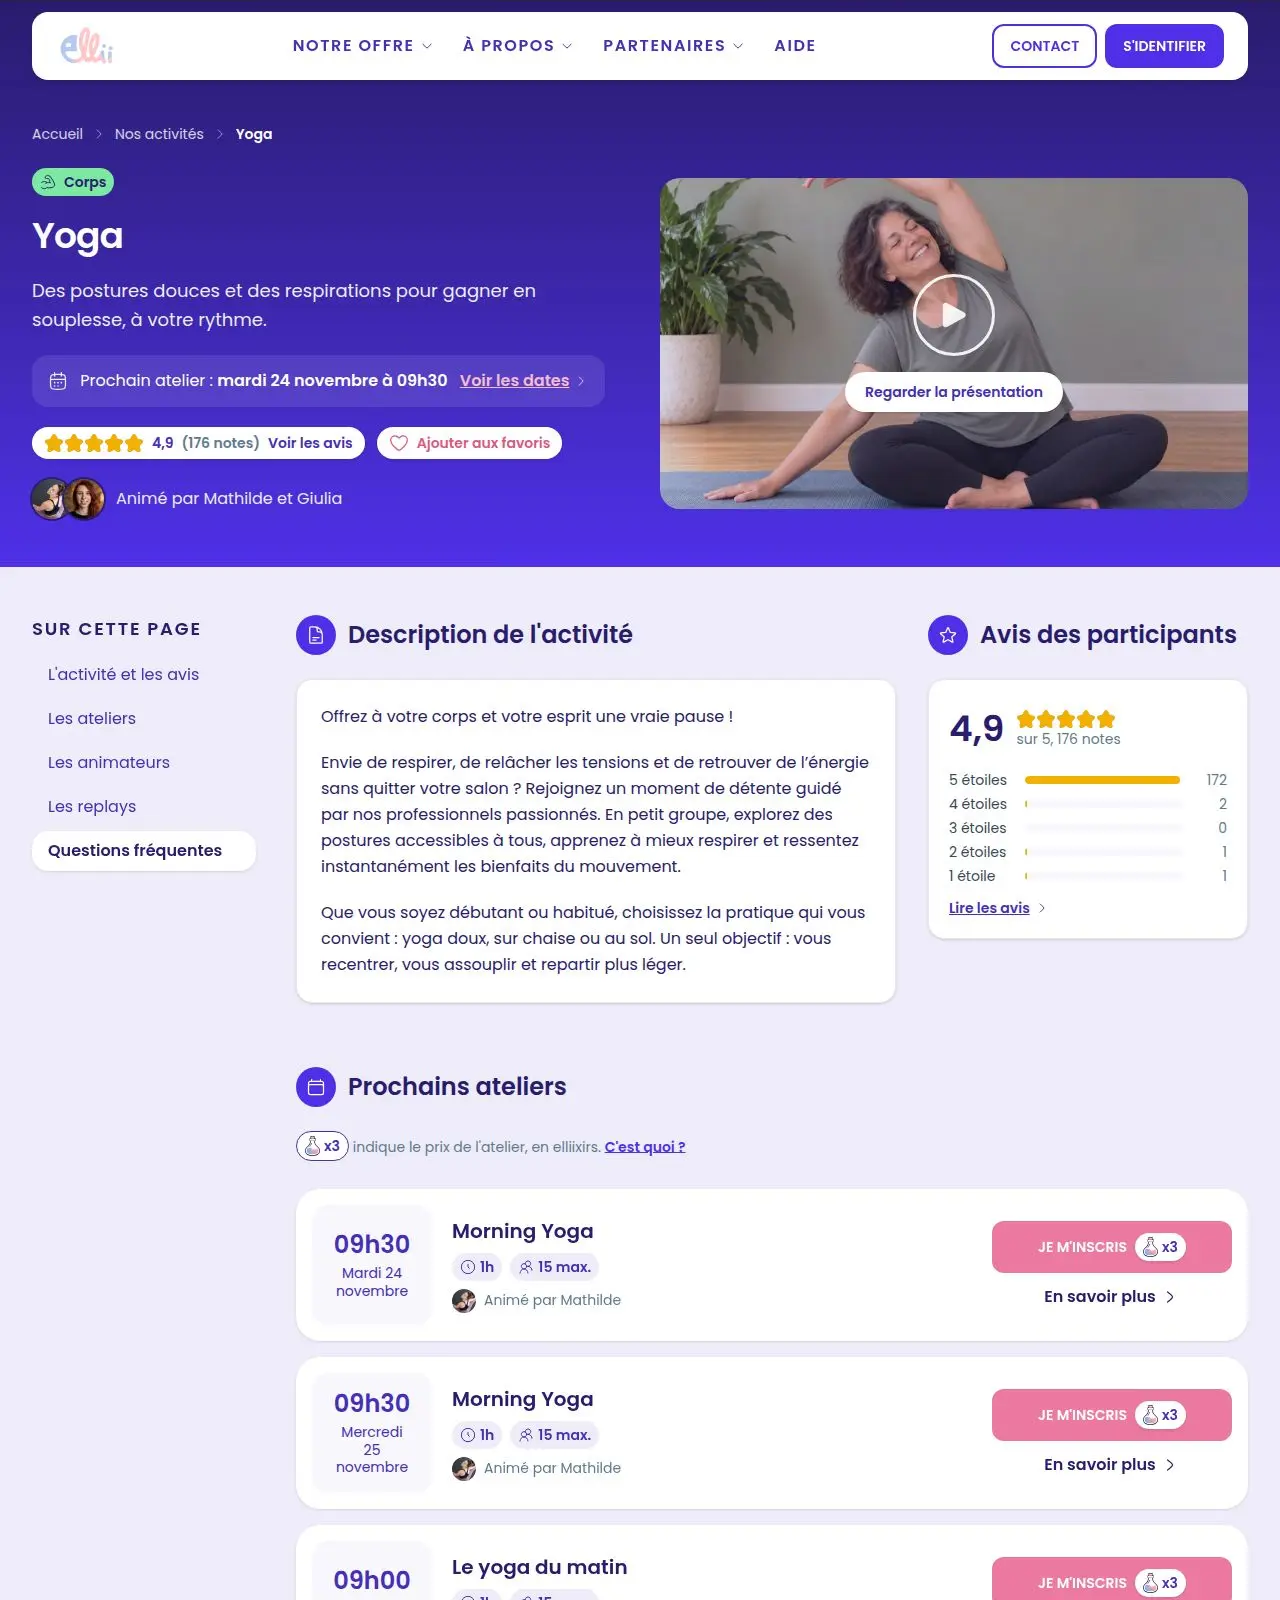 ellii
NOTRE OFFRE
À PROPOS
PARTENAIRES
AIDE
CONTACT
S'IDENTIFIER
Accueil
Nos activités
Yoga
Corps
Yoga
Des postures douces et des respirations pour gagner en
souplesse, à votre rythme.
Prochain atelier : mardi 24 novembre à 09h30 Voir les dates
4,9 (176 notes) Voir les avis
Ajouter aux favoris
Animé par Mathilde et Giulia
Regarder la présentation
SUR CETTE PAGE
L'activité et les avis
Les ateliers
Les animateurs
Les replays
Questions fréquentes
Description de l'activité
Offrez à votre corps et votre esprit une vraie pause !
Envie de respirer, de relâcher les tensions et de retrouver de l’énergie
sans quitter votre salon ? Rejoignez un moment de détente guidé
par nos professionnels passionnés. En petit groupe, explorez des
postures accessibles à tous, apprenez à mieux respirer et ressentez
instantanément les bienfaits du mouvement.
Que vous soyez débutant ou habitué, choisissez la pratique qui vous
convient : yoga doux, sur chaise ou au sol. Un seul objectif : vous
recentrer, vous assouplir et repartir plus léger.
Avis des participants
4,9
sur 5, 176 notes
5 étoiles 172
4 étoiles 2
3 étoiles 0
2 étoiles 1
1 étoile 1
Lire les avis
Prochains ateliers
x3 indique le prix de l'atelier, en elliixirs. C'est quoi ?
09h30
Mardi 24
novembre
Morning Yoga
1h 15 max.
Animé par Mathilde
JE M'INSCRIS x3
En savoir plus
09h30
Mercredi
25
novembre
Morning Yoga
1h 15 max.
Animé par Mathilde
JE M'INSCRIS x3
En savoir plus
09h00
Le yoga du matin
1h 15 max.
JE M'INSCRIS x3